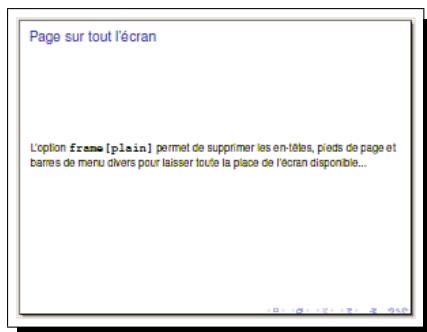 Page sur tout l'écran
L'option frame[plain] permet de supprimer les en-têtes, pieds de page et
barres de menu divers pour laisser toute la place de l'écran disponible...